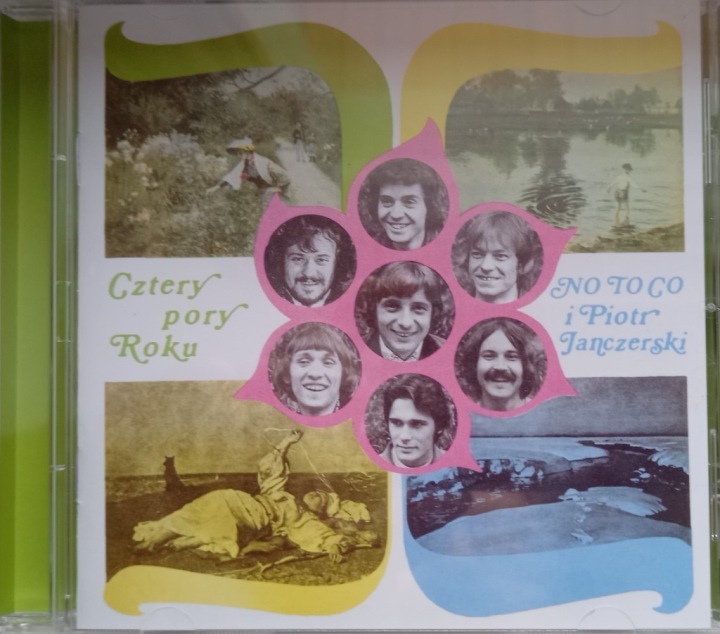 Cztery
pory
Roku
NO TO CO
i Piotr
Janczerski